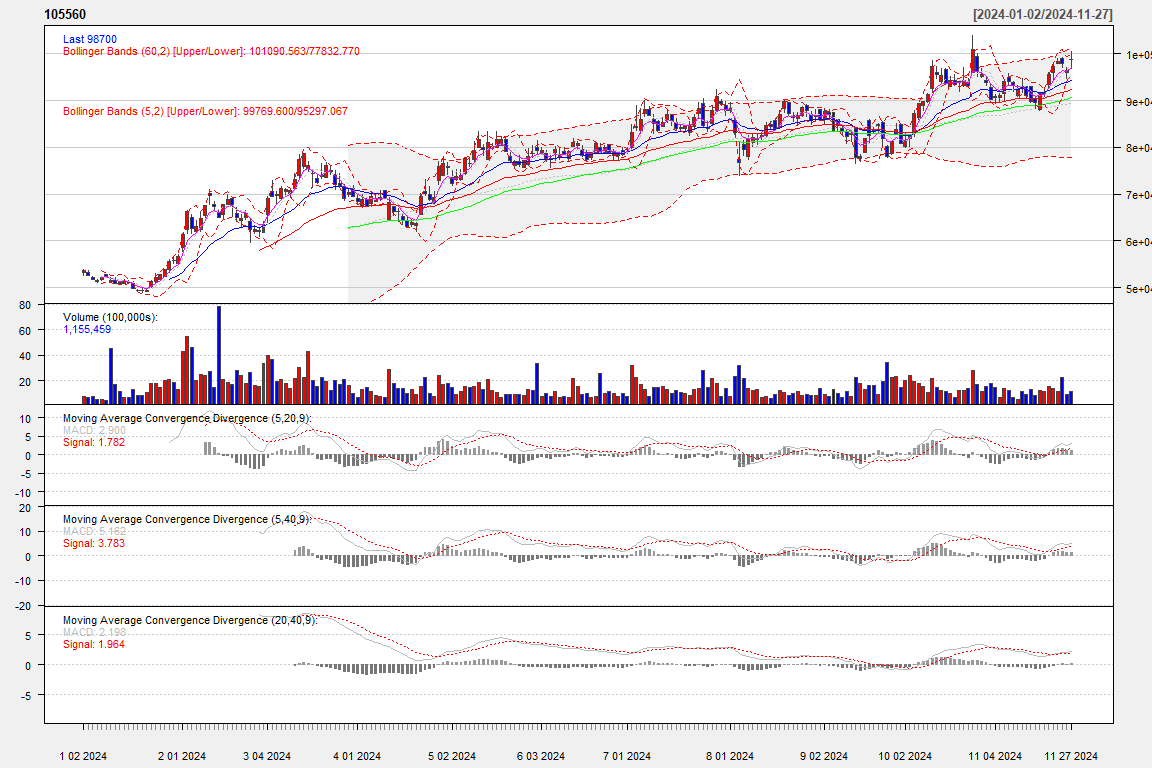 105560 [2024-01-02/2024-11-27]
Last 98700
Bollinger Bands (60,2) [Upper/Lower]: 101090.563/77832.770
Bollinger Bands (5,2) [Upper/Lower]: 99769.600/95297.067
1e+05
9e+04
8e+04
7e+04
6e+04
5e+04
Volume (100,000s):
1,155,459
80
60
40
20
Moving Average Convergence Divergence (5,20,9):
MACD: 2.900
Signal: 1.782
10
5
0
-5
-10
Moving Average Convergence Divergence (5,40,9):
MACD: 5.162
Signal: 3.783
20
10
0
-10
-20
Moving Average Convergence Divergence (20,40,9):
MACD: 2.198
Signal: 1.964
5
0
-5
1 02 2024 2 01 2024 3 04 2024 4 01 2024 5 02 2024 6 03 2024 7 01 2024 8 01 2024 9 02 2024 10 02 2024 11 04 2024 11 27 2024